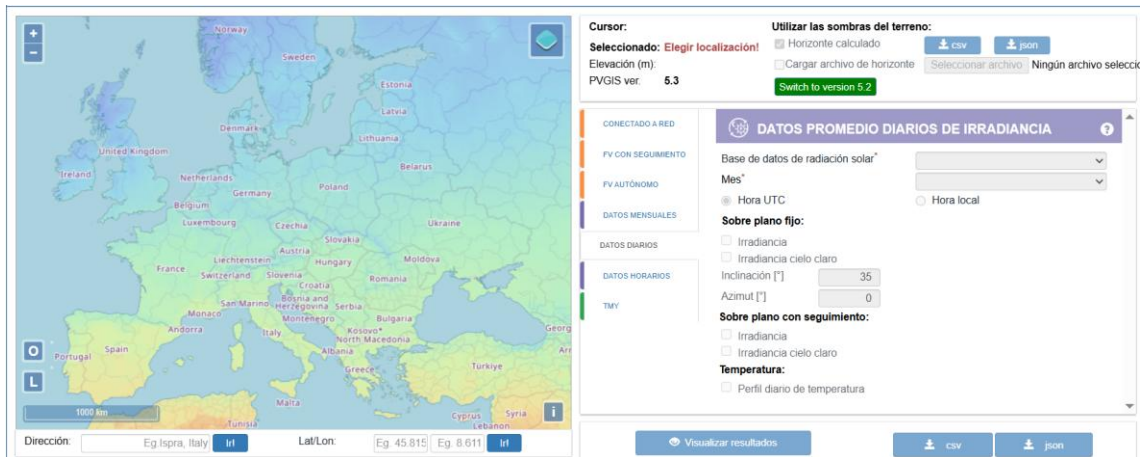 +
−
Norway
Sweden
Estonia
Latvia
Denmark
Lithuania
United Kingdom
Ireland
Belarus
Netherlands
Poland
Germany
Belgium
Luxembourg
Czechia
Ukraine
Slovakia
Austria
Liechtenstein
Hungary
Moldova
France
Switzerland
Slovenia
Croatia
Romania
San Marino
Bosnia and
Herzegovina
Serbia
Monaco
Montenegro
Bulgaria
Andorra
Italy
Kosovo*
North Macedonia
Georg
Albania
Portugal
Spain
Greece
Türkiye
Malta
Cyprus
Syria
Tunisia
Lebanon
O
L
1000 km
i
Dirección:
Eg.Ispra, Italy
Ir!
Lat/Lon:
Eg. 45.815
Eg. 8.611
Ir!
Cursor:
Seleccionado: Elegir localización!
Elevación (m):
PVGIS ver. 5.3
Utilizar las sombras del terreno:
Horizonte calculado
csv
json
Cargar archivo de horizonte
Seleccionar archivo
Ningún archivo selecci
Switch to version 5.2
CONECTADO A RED
FV CON SEGUIMIENTO
FV AUTÓNOMO
DATOS MENSUALES
DATOS DIARIOS
DATOS HORARIOS
TMY
DATOS PROMEDIO DIARIOS DE IRRADIANCIA
?
Base de datos de radiación solar*
Mes*
Hora UTC
Hora local
Sobre plano fijo:
Irradiancia
Irradiancia cielo claro
Inclinación [°] 35
Azimut [°] 0
Sobre plano con seguimiento:
Irradiancia
Irradiancia cielo claro
Temperatura:
Perfil diario de temperatura
Visualizar resultados
csv
json